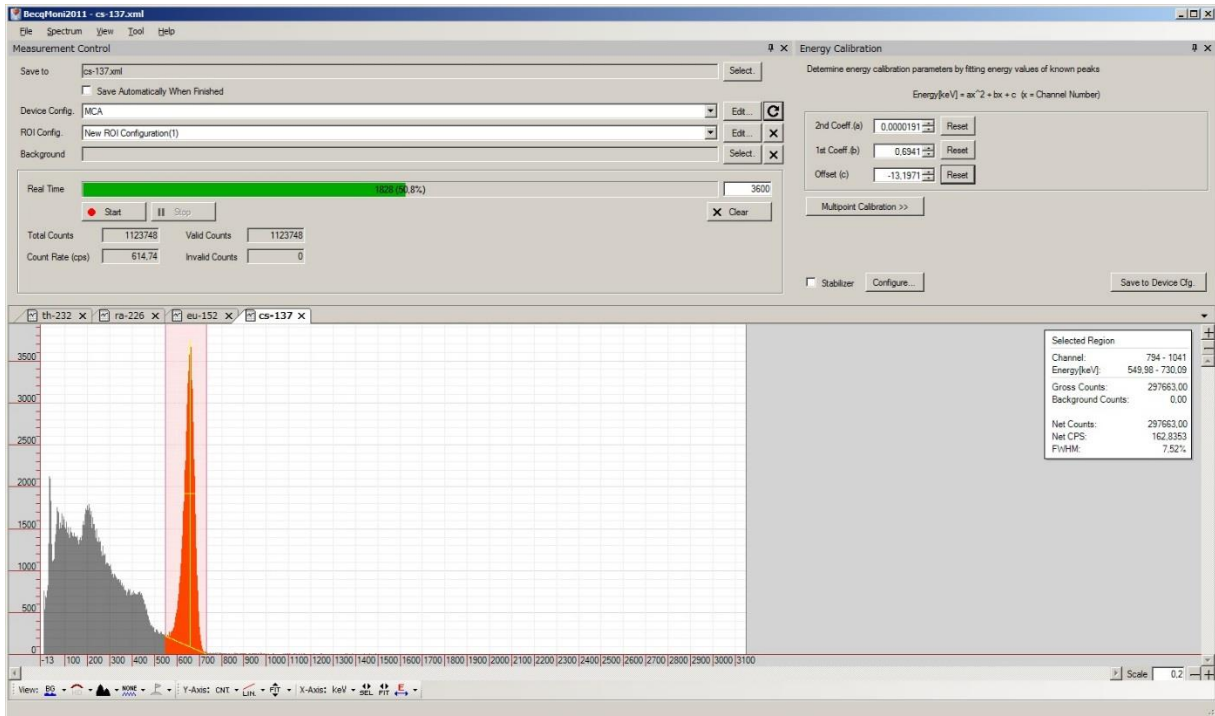 BecqMoni2011 - cs-137.xml
File Spectrum View Tool Help
Measurement Control
Save to cs-137.xml Select.
Save Automatically When Finished
Device Config. MCA Edit... C
ROI Config. New ROI Configuration(1) Edit...
Background Select.
Real Time 1828 (50,8%) 3600
Start Stop Clear
Total Counts 1123748 Valid Counts 1123748
Count Rate (cps) 614,74 Invalid Counts 0
Energy Calibration
Determine energy calibration parameters by fitting energy values of known peaks
Energy[keV] = ax^2 + bx + c (x = Channel Number)
2nd Coeff.(a) 0,0000191 Reset
1st Coeff.(b) 0,6941 Reset
Offset (c) -13,1971 Reset
Multipoint Calibration >>
Stabilizer Configure... Save to Device Cfg.
th-232 ra-226 eu-152 cs-137
3500
3000
2500
2000
1500
1000
500
0
-13 100 200 300 400 500 600 700 800 900 1000 1100 1200 1300 1400 1500 1600 1700 1800 1900 2000 2100 2200 2300 2400 2500 2600 2700 2800 2900 3000 3100
Selected Region
Channel: 794 - 1041
Energy[keV]: 549,98 - 730,09
Gross Counts: 297663,00
Background Counts: 0.00
Net Counts: 297663,00
Net CPS: 162,8353
FWHM: 7,52%
Scale 0,2
View: BG NONE Y-Axis: CNT LIN. FIT X-Axis: keV SEL FIT E